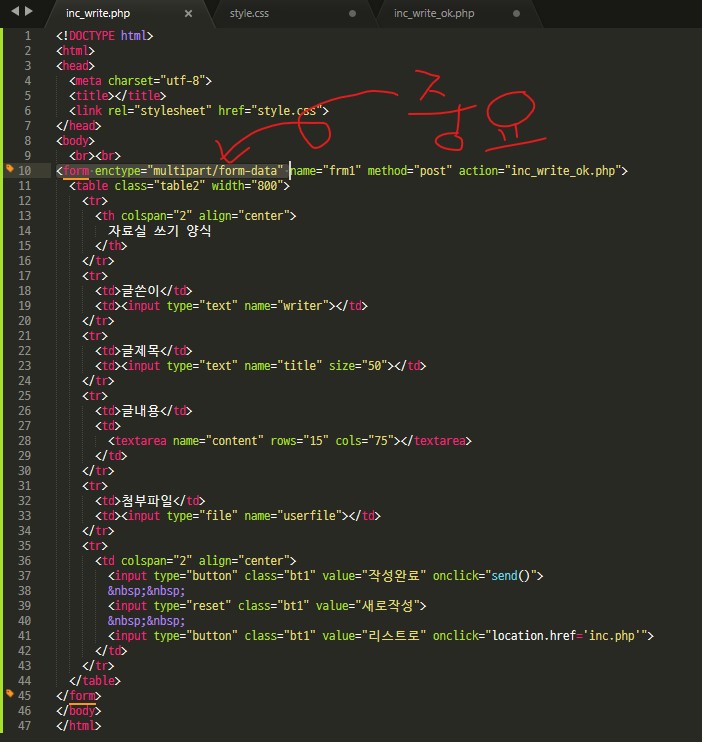 inc_write.php
style.css
inc_write_ok.php
중요
1 <!DOCTYPE html>
2 <html>
3 <head>
4 <meta charset="utf-8">
5 <title></title>
6 <link rel="stylesheet" href="style.css">
7 </head>
8 <body>
9 <br><br>
10 <form enctype="multipart/form-data" name="frm1" method="post" action="inc_write_ok.php">
11 <table class="table2" width="800">
12 <tr>
13 <th colspan="2" align="center">
14 자료실 쓰기 양식
15 </th>
16 </tr>
17 <tr>
18 <td>글쓴이</td>
19 <td><input type="text" name="writer"></td>
20 </tr>
21 <tr>
22 <td>글제목</td>
23 <td><input type="text" name="title" size="50"></td>
24 </tr>
25 <tr>
26 <td>글내용</td>
27 <td>
28 <textarea name="content" rows="15" cols="75"></textarea>
29 </td>
30 </tr>
31 <tr>
32 <td>첨부파일</td>
33 <td><input type="file" name="userfile"></td>
34 </tr>
35 <tr>
36 <td colspan="2" align="center">
37 <input type="button" class="bt1" value="작성완료" onclick="send()">
38 &nbsp;&nbsp;
39 <input type="reset" class="bt1" value="새로작성">
40 &nbsp;&nbsp;
41 <input type="button" class="bt1" value="리스트로" onclick="location.href='inc.php'">
42 </td>
43 </tr>
44 </table>
45 </form>
46 </body>
47 </html>